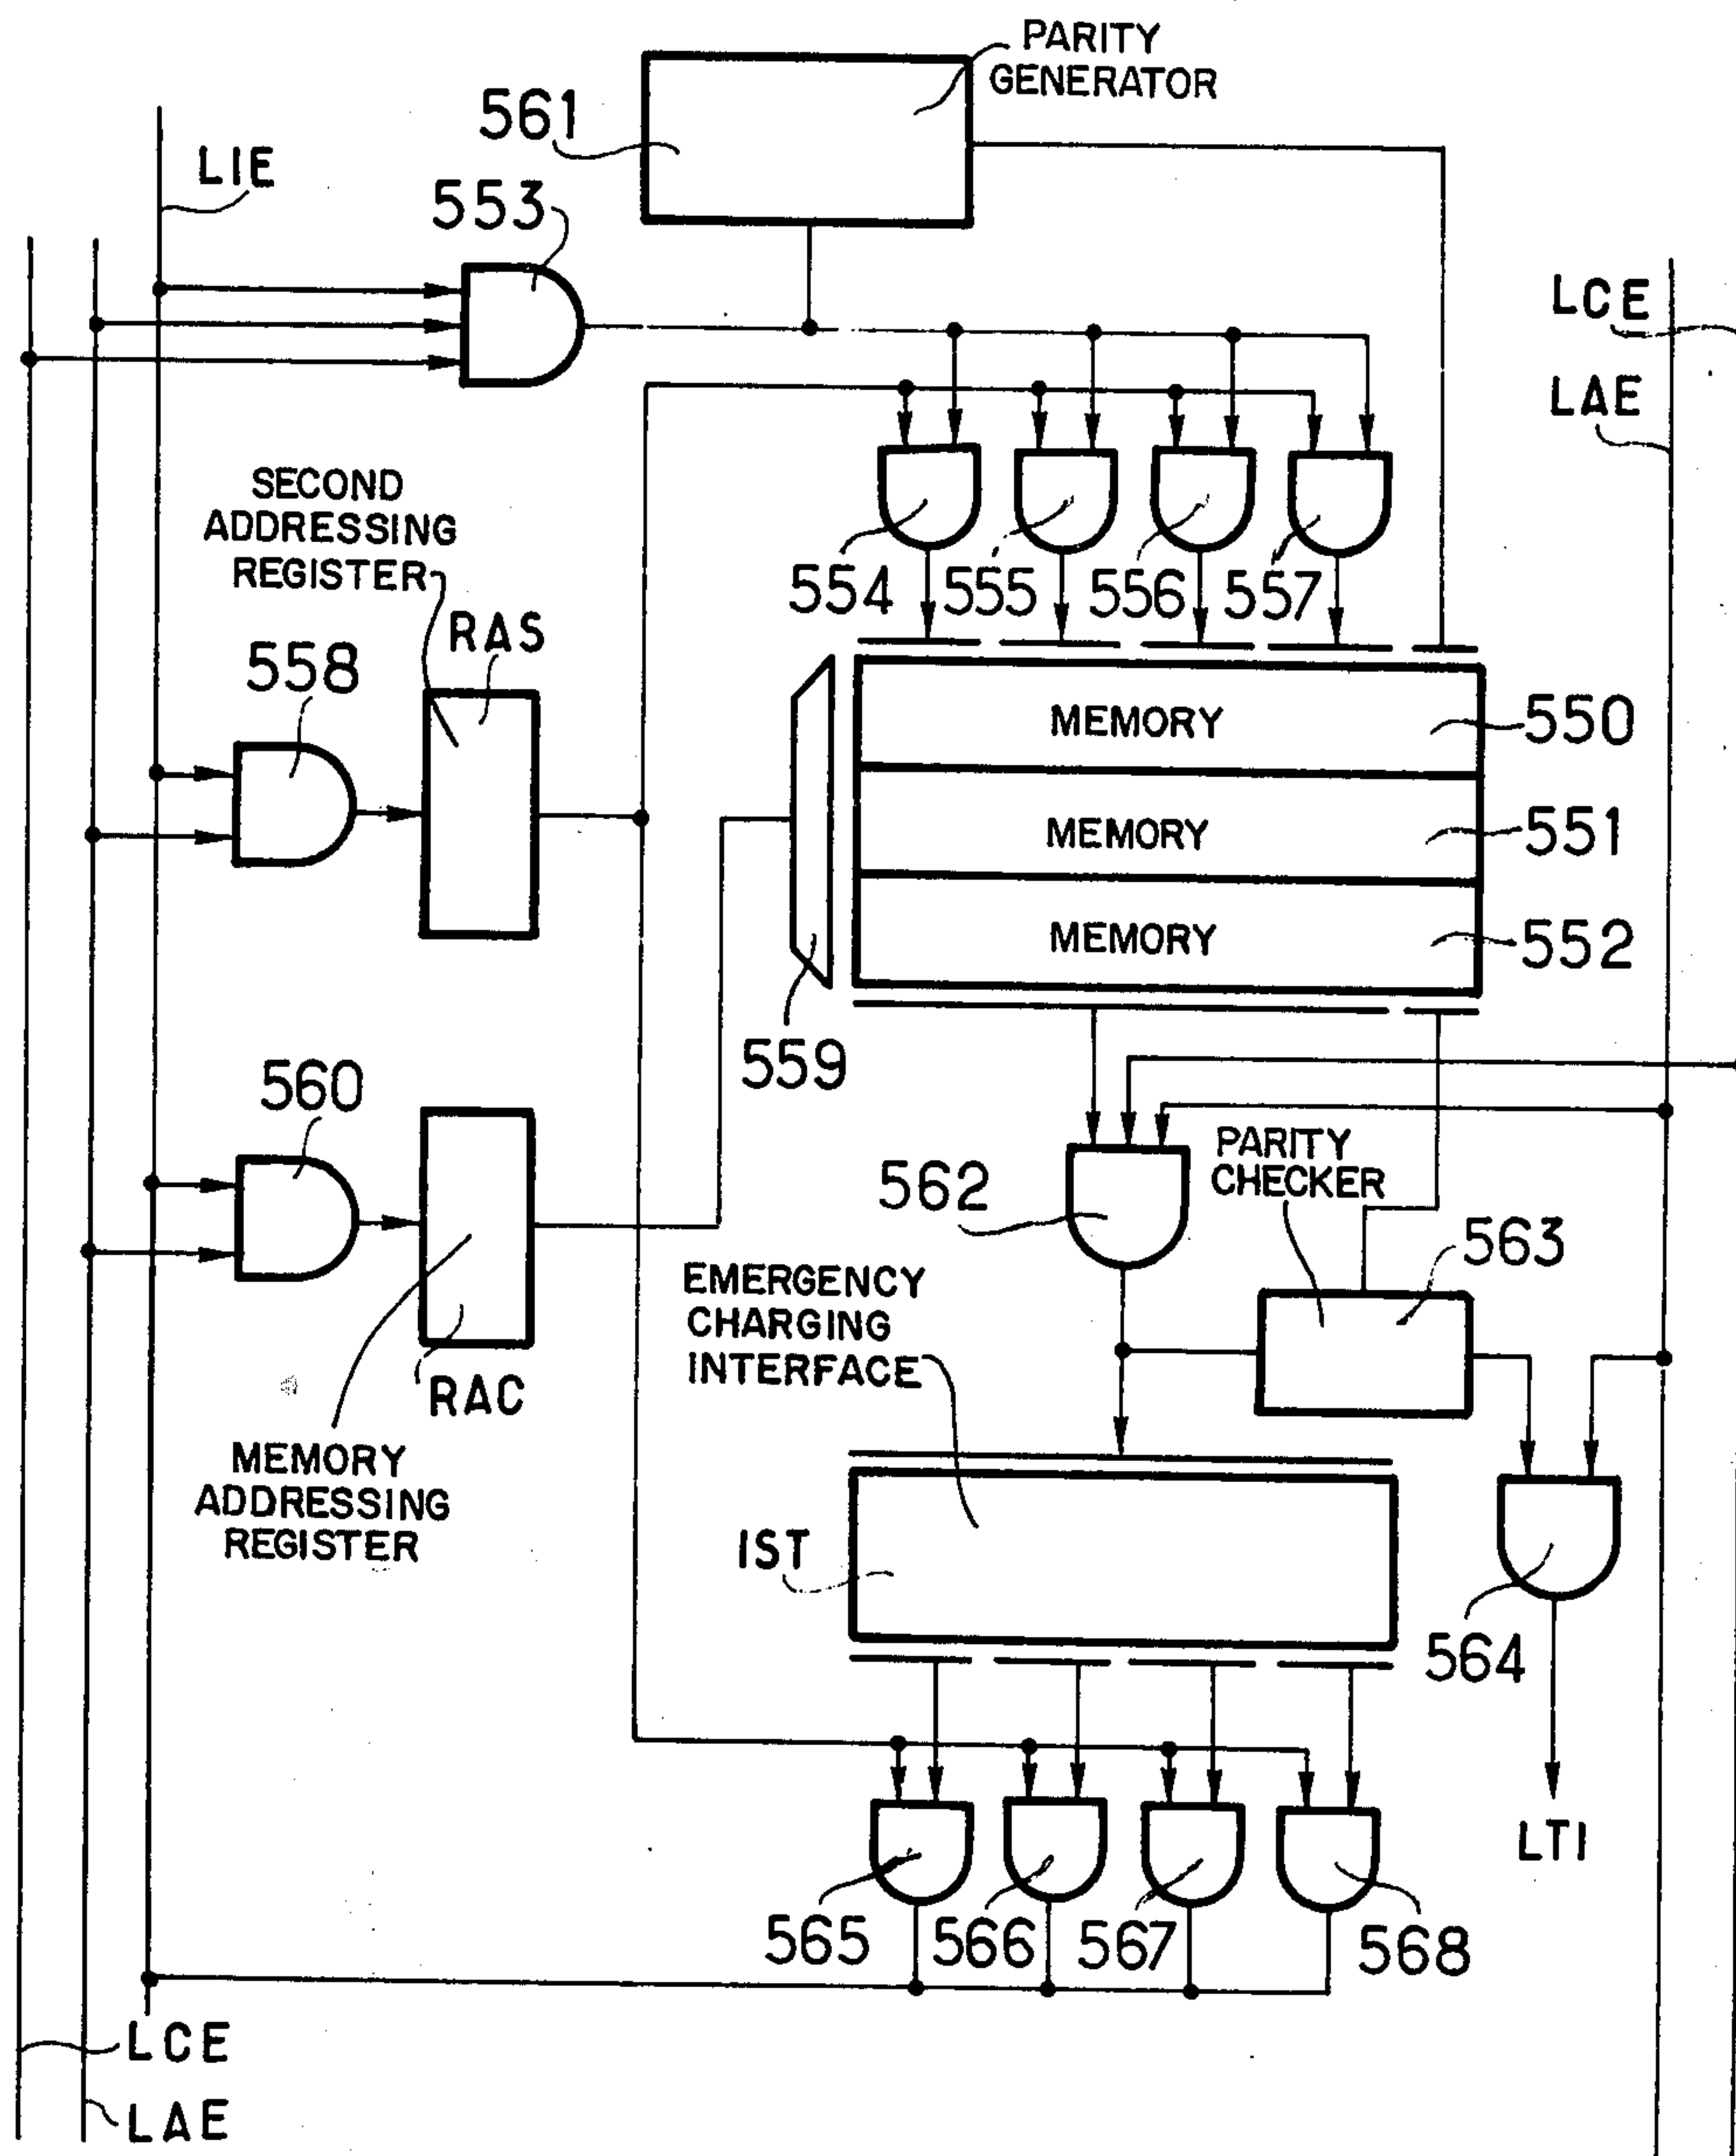 PARITY
GENERATOR
561
LIE
553
LCE
LAE
SECOND
ADDRESSING
REGISTER
RAS
558
554
555
556
557
MEMORY
550
MEMORY
551
MEMORY
552
559
560
562
PARITY
CHECKER
563
EMERGENCY
CHARGING
INTERFACE
RAC
MEMORY
ADDRESSING
REGISTER
IST
564
LTI
565
566
567
568
LCE
LAE